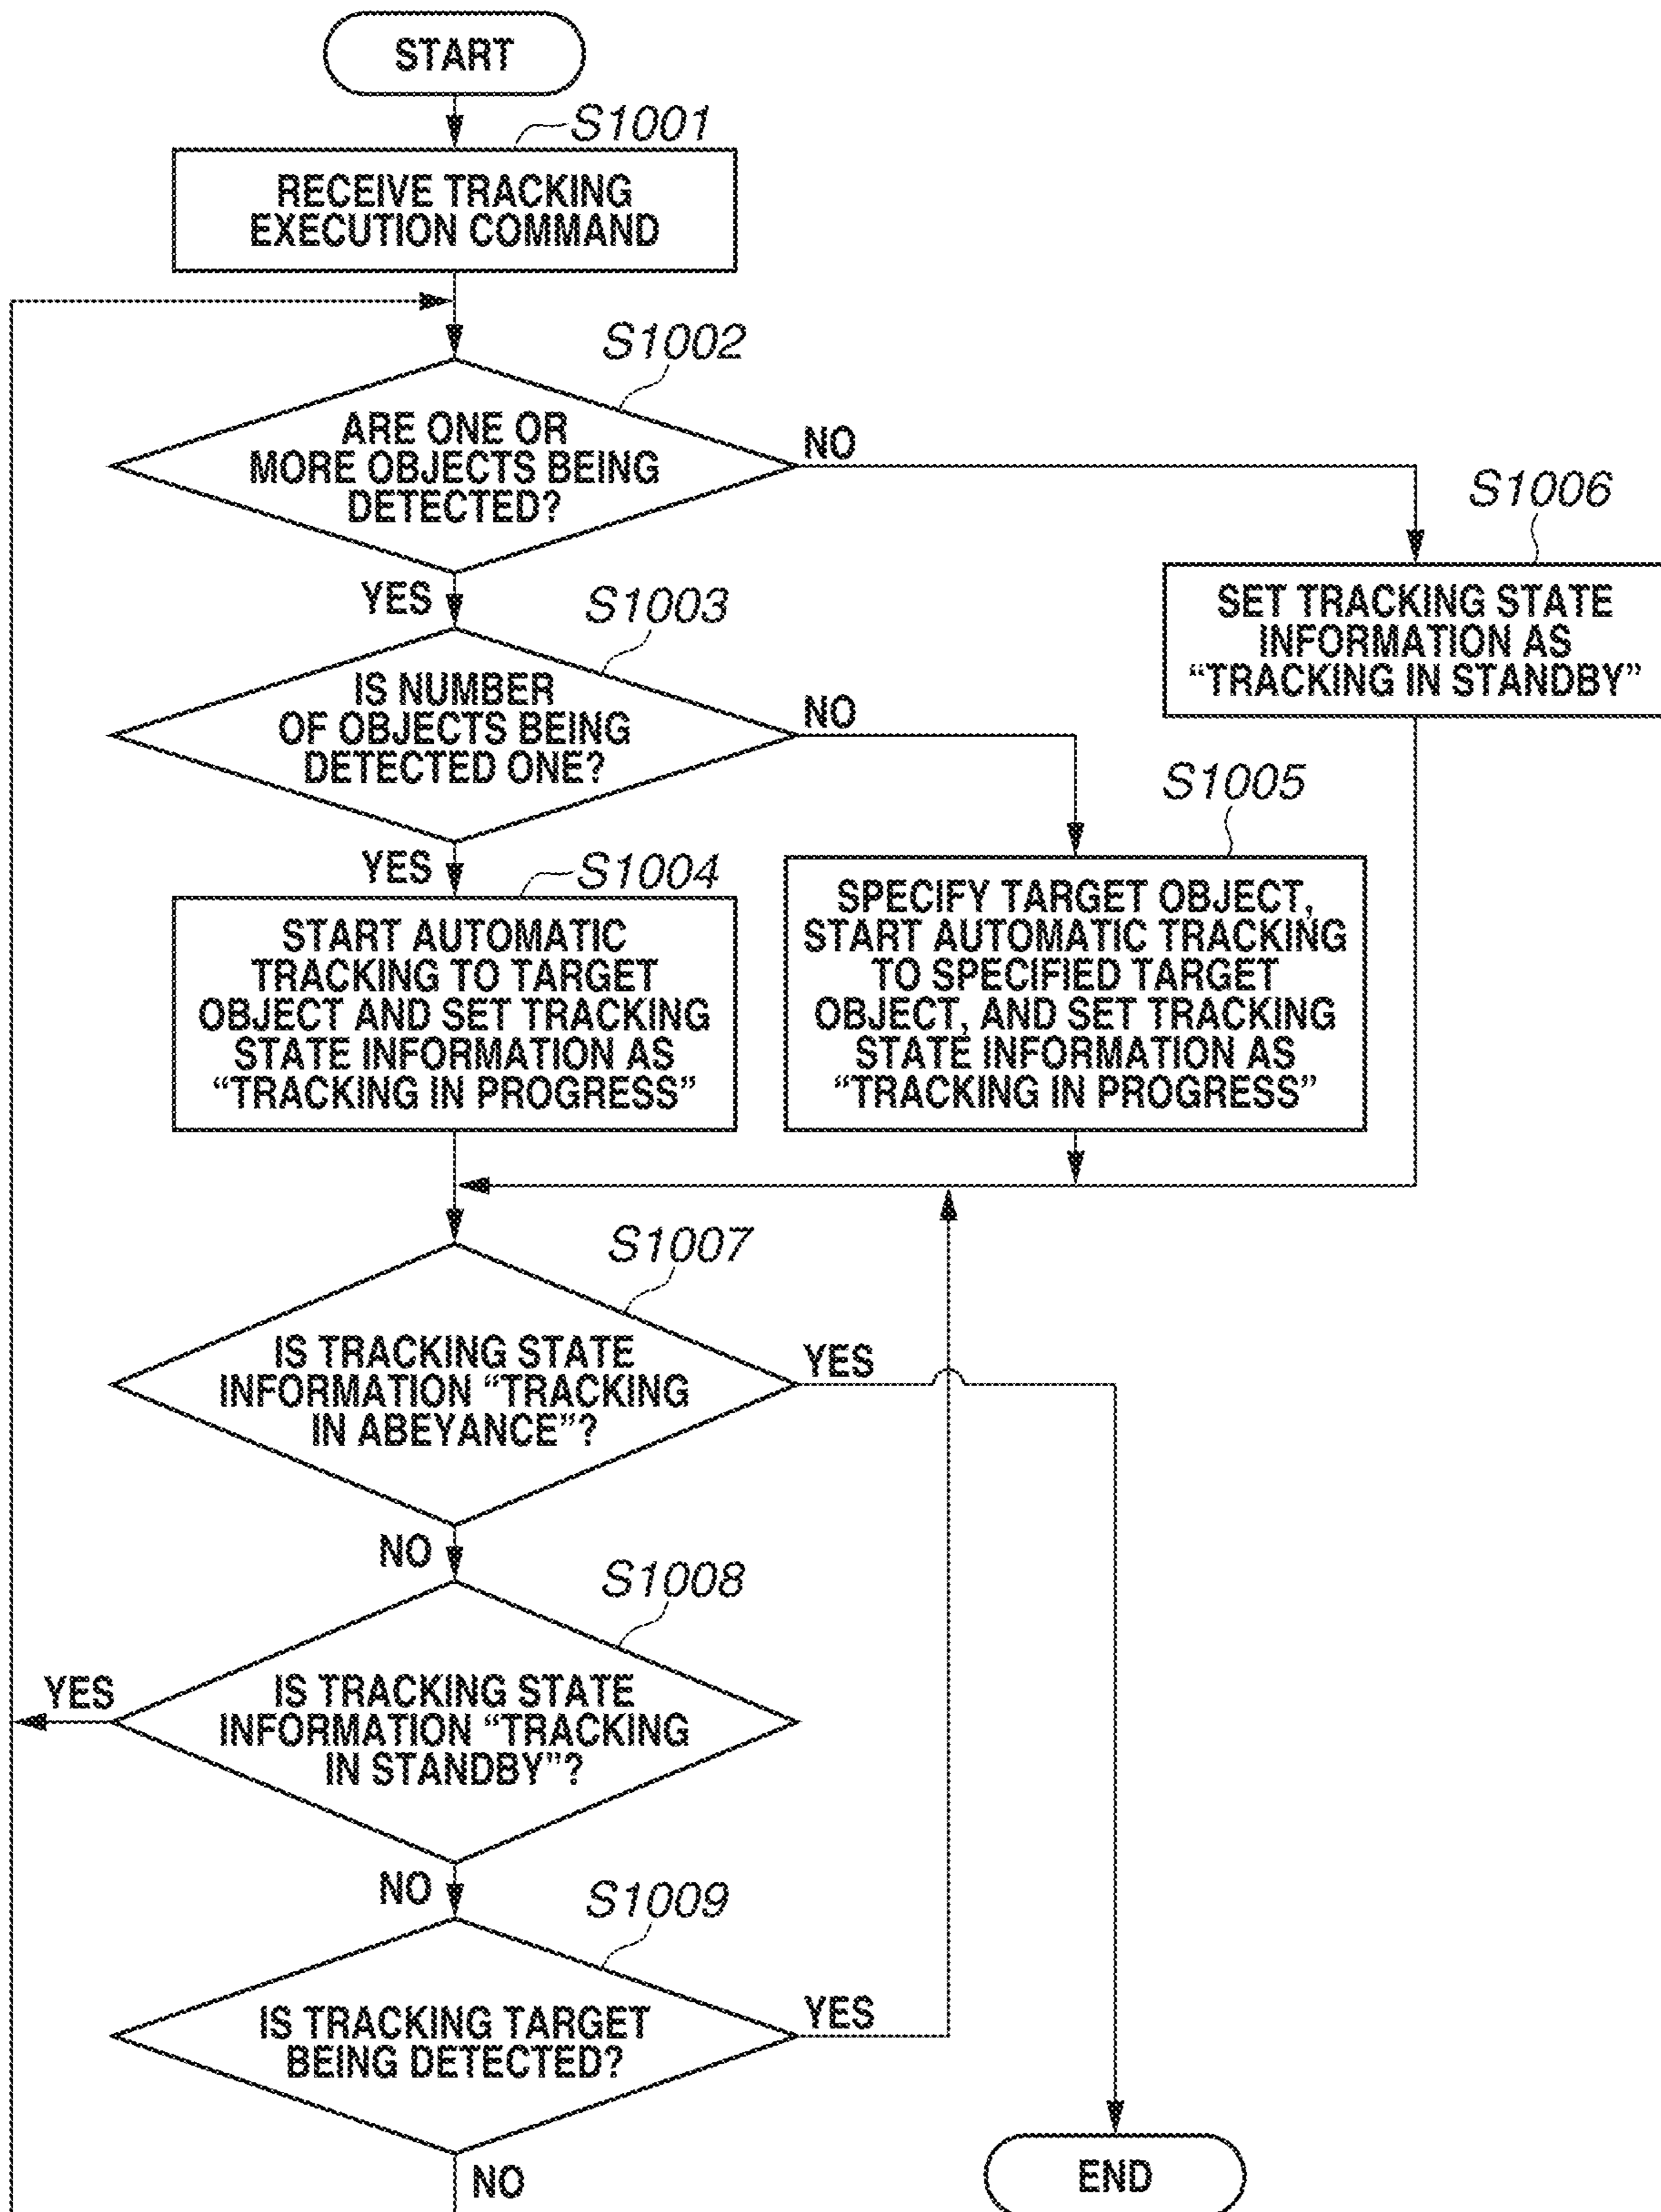 START
S1001
RECEIVE TRACKING
EXECUTION COMMAND
S1002
ARE ONE OR
MORE OBJECTS BEING
DETECTED?
NO
YES
S1006
SET TRACKING STATE
INFORMATION AS
“TRACKING IN STANDBY”
S1003
IS NUMBER
OF OBJECTS BEING
DETECTED ONE?
NO
YES
S1005
SPECIFY TARGET OBJECT,
START AUTOMATIC TRACKING
TO SPECIFIED TARGET
OBJECT, AND SET TRACKING
STATE INFORMATION AS
“TRACKING IN PROGRESS”
S1004
START AUTOMATIC
TRACKING TO TARGET
OBJECT AND SET TRACKING
STATE INFORMATION AS
“TRACKING IN PROGRESS”
S1007
IS TRACKING STATE
INFORMATION “TRACKING
IN ABEYANCE”?
YES
NO
S1008
IS TRACKING STATE
INFORMATION “TRACKING
IN STANDBY”?
YES
NO
S1009
IS TRACKING TARGET
BEING DETECTED?
YES
NO
END